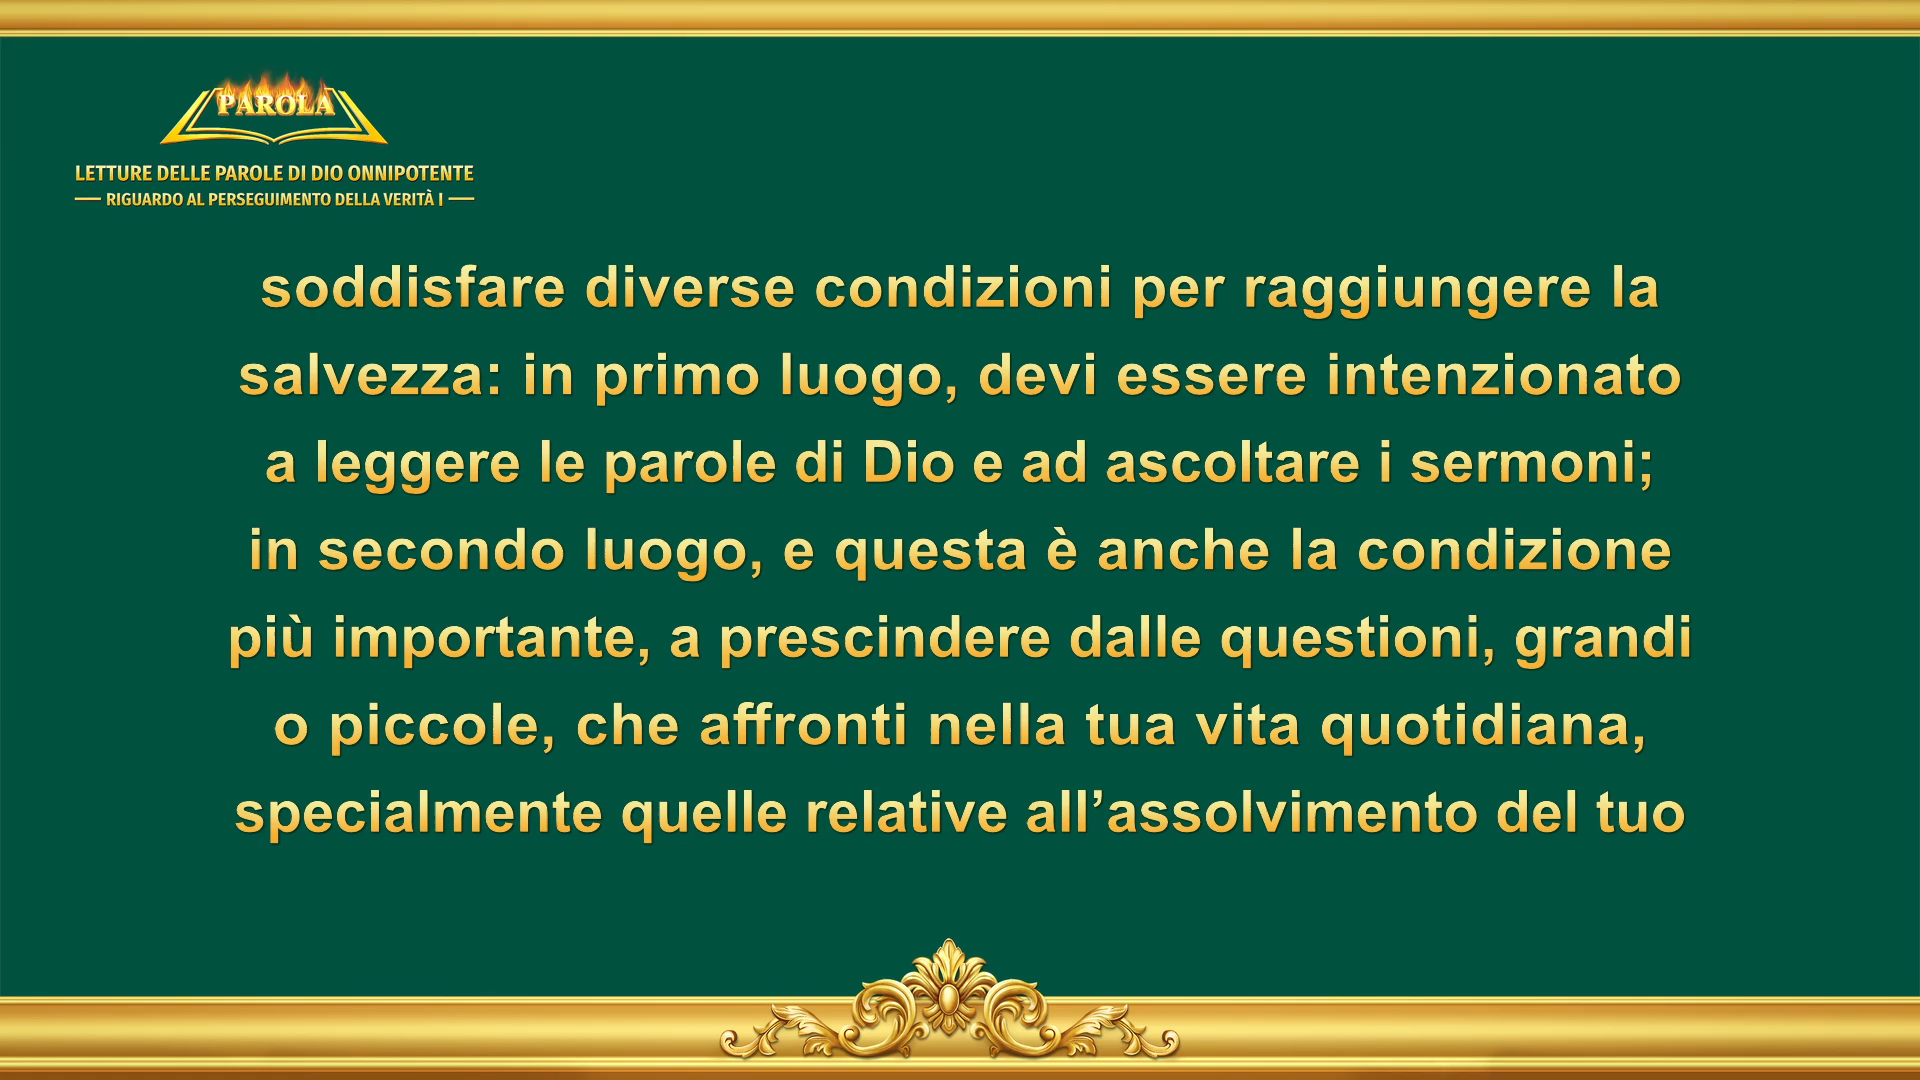 PAROLA
LETTURE DELLE PAROLE DI DIO ONNIPOTENTE
RIGUARDO AL PERSEGUIMENTO DELLA VERITÀ I
soddisfare diverse condizioni per raggiungere la
salvezza: in primo luogo, devi essere intenzionato
a leggere le parole di Dio e ad ascoltare i sermoni;
in secondo luogo, e questa è anche la condizione
più importante, a prescindere dalle questioni, grandi
o piccole, che affronti nella tua vita quotidiana,
specialmente quelle relative all’assolvimento del tuo